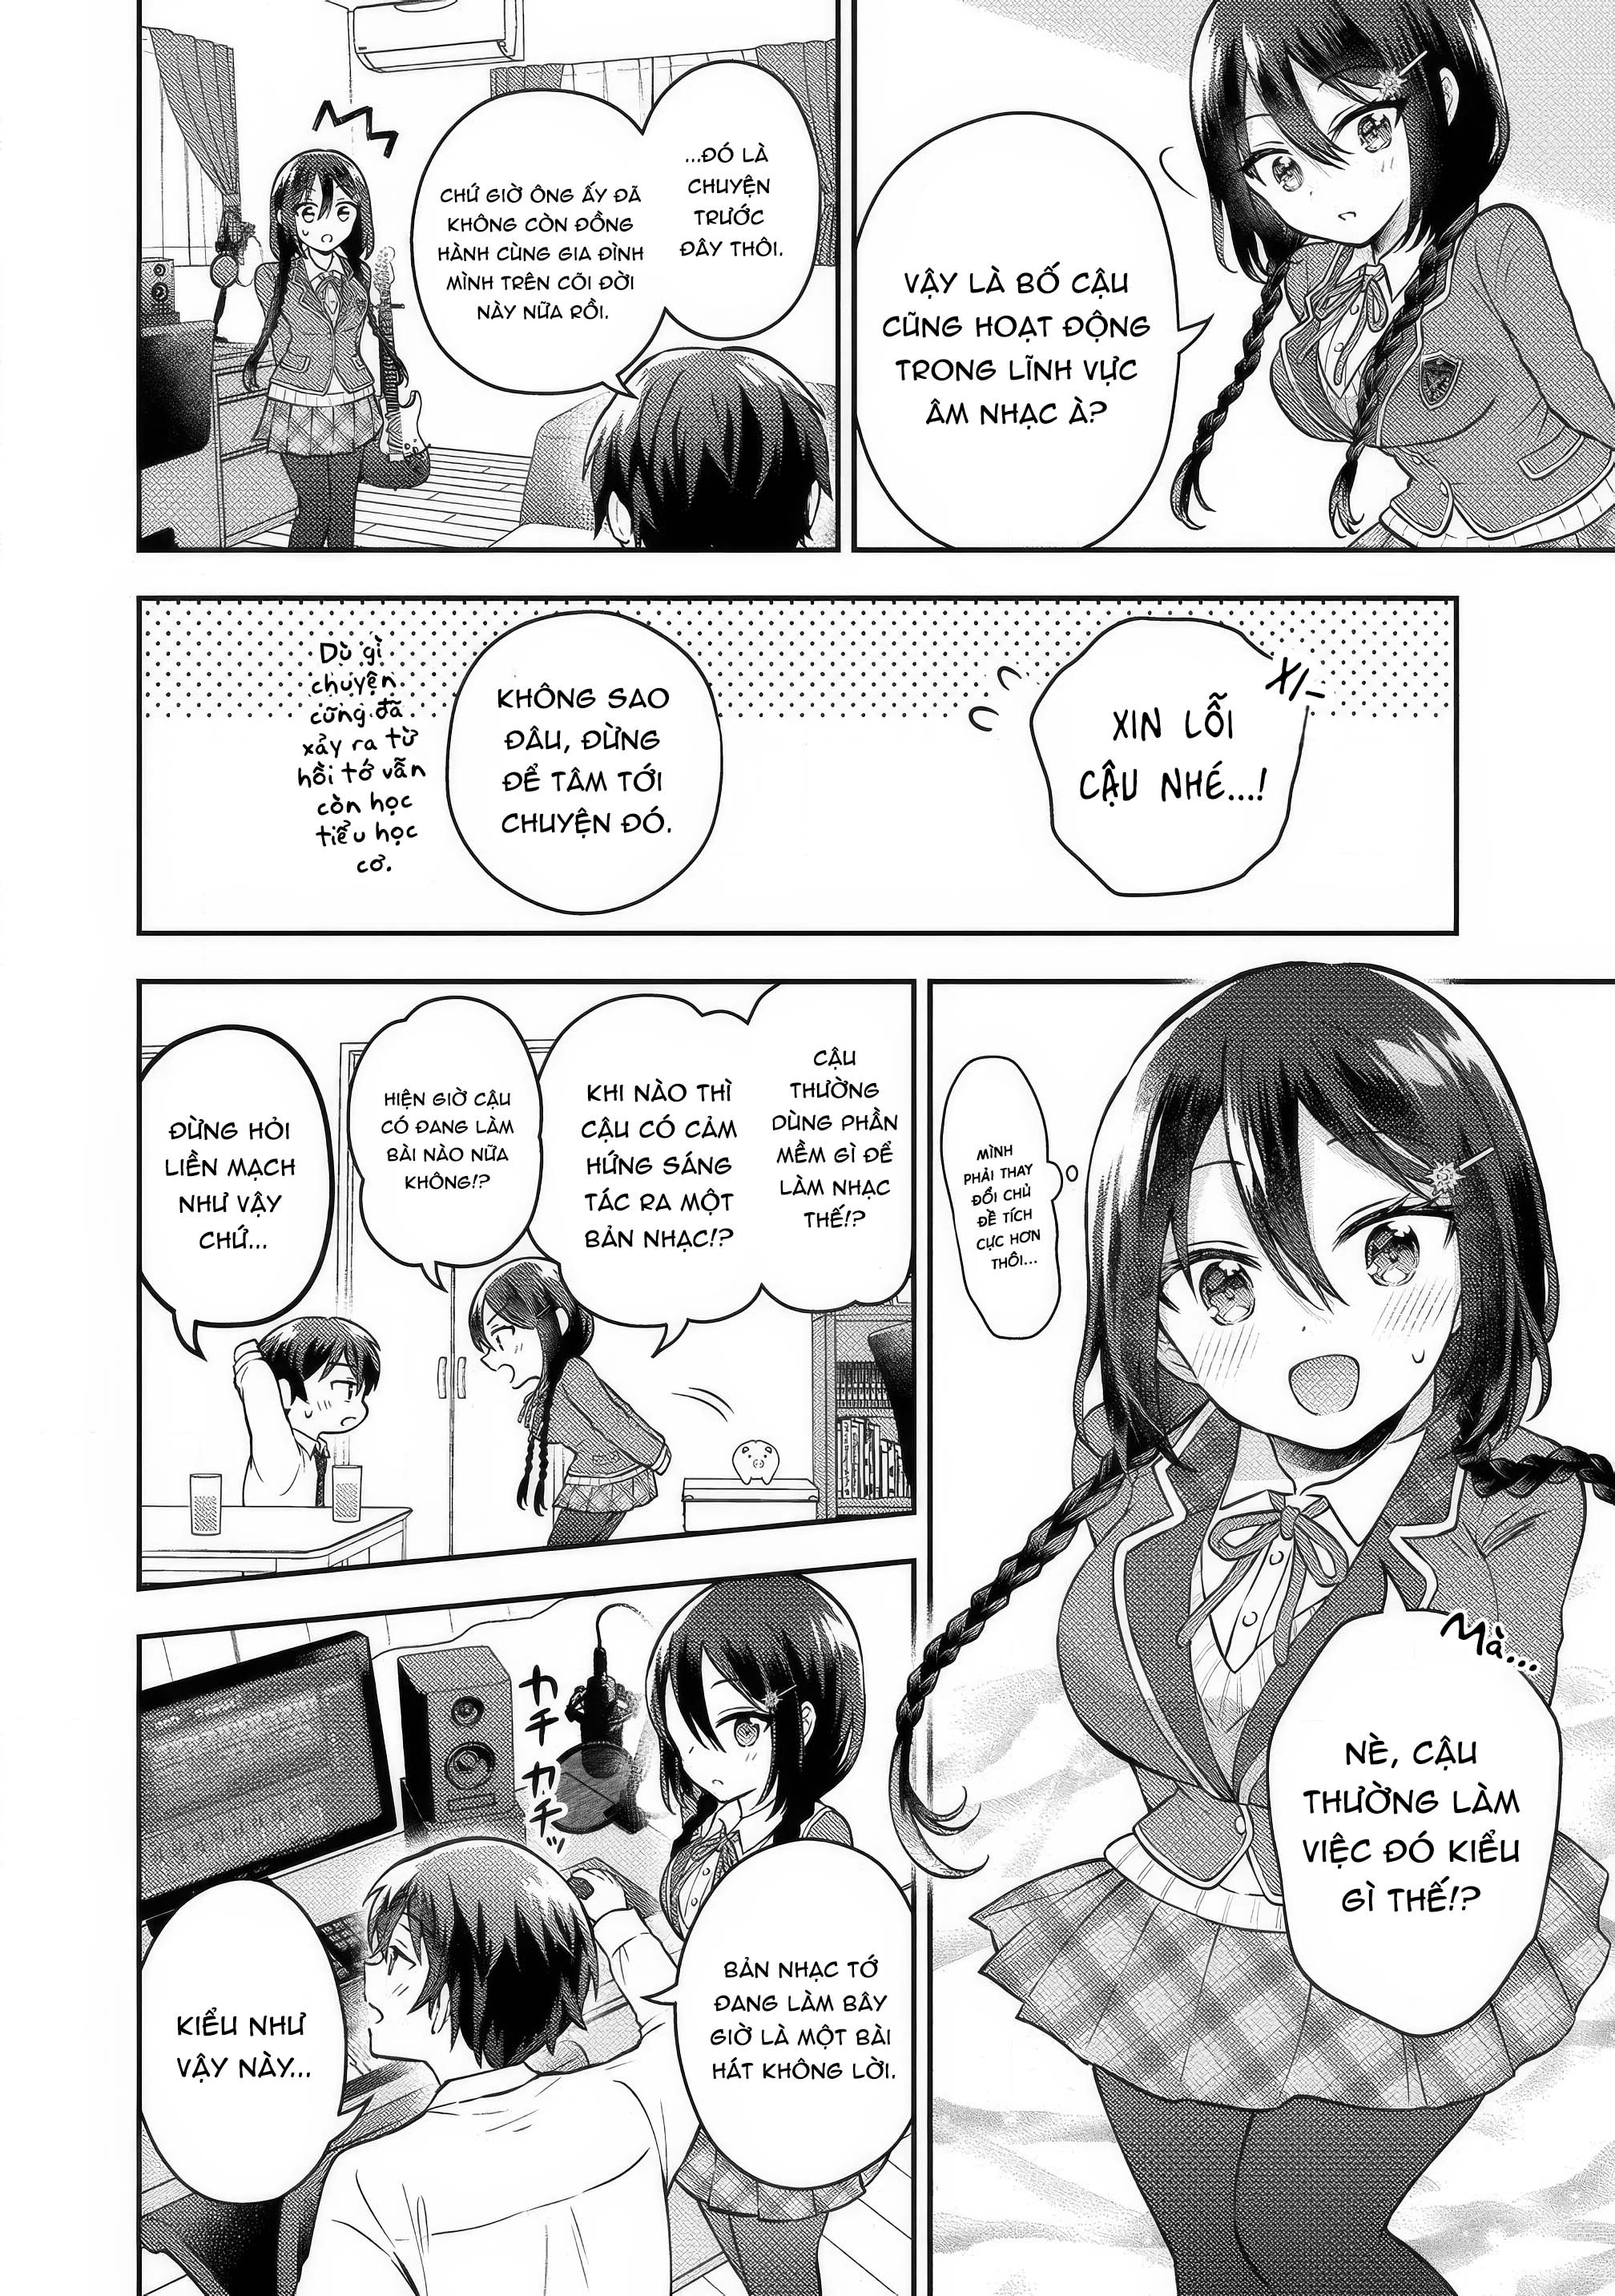 VẬY LÀ BỐ CẬU
CŨNG HOẠT ĐỘNG
TRONG LĨNH VỰC
ÂM NHẠC À?
...ĐÓ LÀ
CHUYỆN
TRƯỚC
ĐÂY THÔI.
CHỨ GIỜ ÔNG ẤY ĐÃ
KHÔNG CÒN ĐỒNG
HÀNH CÙNG GIA ĐÌNH
MÌNH TRÊN CÕI ĐỜI
NÀY NỮA RỒI.
XI-
XIN LỖI
CẬU NHÉ...!
KHÔNG SAO
ĐÂU, ĐỪNG
ĐỂ TÂM TỚI
CHUYỆN ĐÓ.
Dù gì
chuyện
cũng đã
xảy ra từ
hồi tớ vẫn
còn học
tiểu học
cơ.
MÌNH
PHẢI THAY
ĐỔI CHỦ
ĐỀ TÍCH
CỰC HƠN
THÔI...
Mà...
NÈ, CẬU
THƯỜNG LÀM
VIỆC ĐÓ KIỂU
GÌ THẾ!?
CẬU
THƯỜNG
DÙNG PHẦN
MỀM GÌ ĐỂ
LÀM NHẠC
THẾ!?
KHI NÀO THÌ
CẬU CÓ CẢM
HỨNG SÁNG
TÁC RA MỘT
BẢN NHẠC!?
HIỆN GIỜ CẬU
CÓ ĐANG LÀM
BÀI NÀO NỮA
KHÔNG!?
ĐỪNG HỎI
LIỀN MẠCH
NHƯ VẬY
CHỨ...
カチカチッ
BẢN NHẠC TỚ
ĐANG LÀM BÂY
GIỜ LÀ MỘT BÀI
HÁT KHÔNG LỜI.
KIỂU NHƯ
VẬY NÀY...